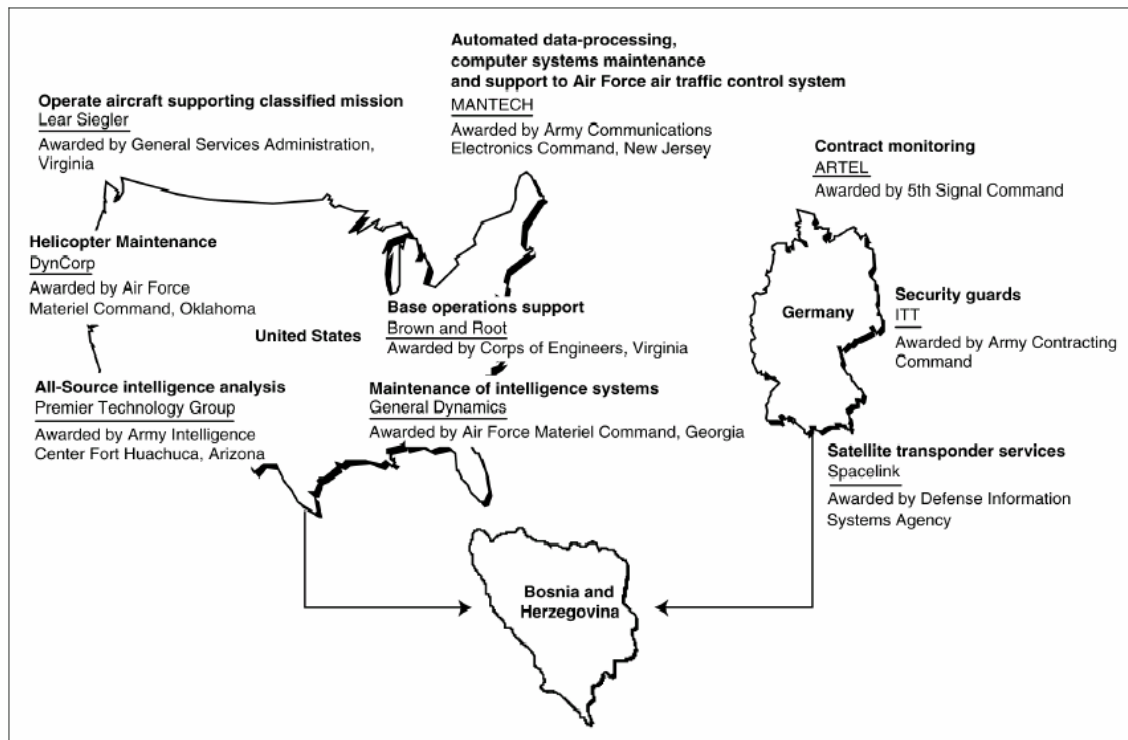 Automated data-processing,
computer systems maintenance
and support to Air Force air traffic control system
MANTECH
Awarded by Army Communications
Electronics Command, New Jersey
Operate aircraft supporting classified mission
Lear Siegler
Awarded by General Services Administration,
Virginia
Contract monitoring
ARTEL
Awarded by 5th Signal Command
Helicopter Maintenance
DynCorp
Awarded by Air Force
Materiel Command, Oklahoma
United States
Base operations support
Brown and Root
Awarded by Corps of Engineers, Virginia
Germany
Security guards
ITT
Awarded by Army Contracting
Command
All-Source intelligence analysis
Premier Technology Group
Awarded by Army Intelligence
Center Fort Huachuca, Arizona
Maintenance of intelligence systems
General Dynamics
Awarded by Air Force Materiel Command, Georgia
Satellite transponder services
Spacelink
Awarded by Defense Information
Systems Agency
Bosnia and
Herzegovina